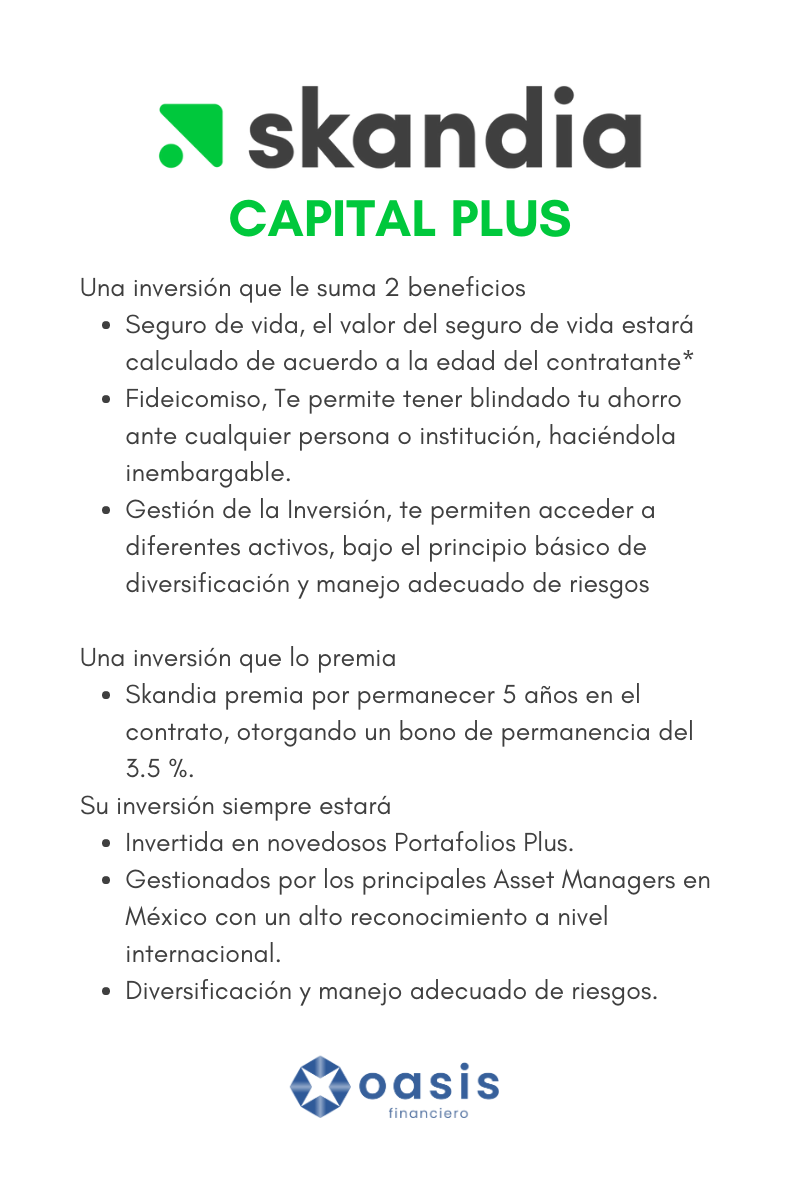 skandia
CAPITAL PLUS
Una inversión que le suma 2 beneficios
• Seguro de vida, el valor del seguro de vida estará
calculado de acuerdo a la edad del contratante*
• Fideicomiso, Te permite tener blindado tu ahorro
ante cualquier persona o institución, haciéndola
inembargable.
• Gestión de la Inversión, te permiten acceder a
diferentes activos, bajo el principio básico de
diversificación y manejo adecuado de riesgos
Una inversión que lo premia
• Skandia premia por permanecer 5 años en el
contrato, otorgando un bono de permanencia del
3.5 %.
Su inversión siempre estará
• Invertida en novedosos Portafolios Plus.
• Gestionados por los principales Asset Managers en
México con un alto reconocimiento a nivel
internacional.
• Diversificación y manejo adecuado de riesgos.
oasis
financiero